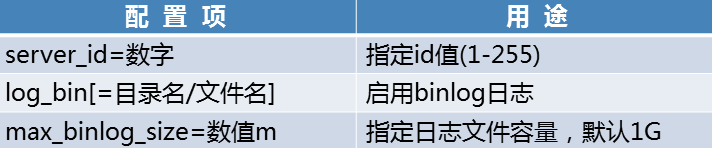 配 置 项 用 途
server_id=数字 指定id值(1-255)
log_bin[=目录名/文件名] 启用binlog日志
max_binlog_size=数值m 指定日志文件容量，默认1G